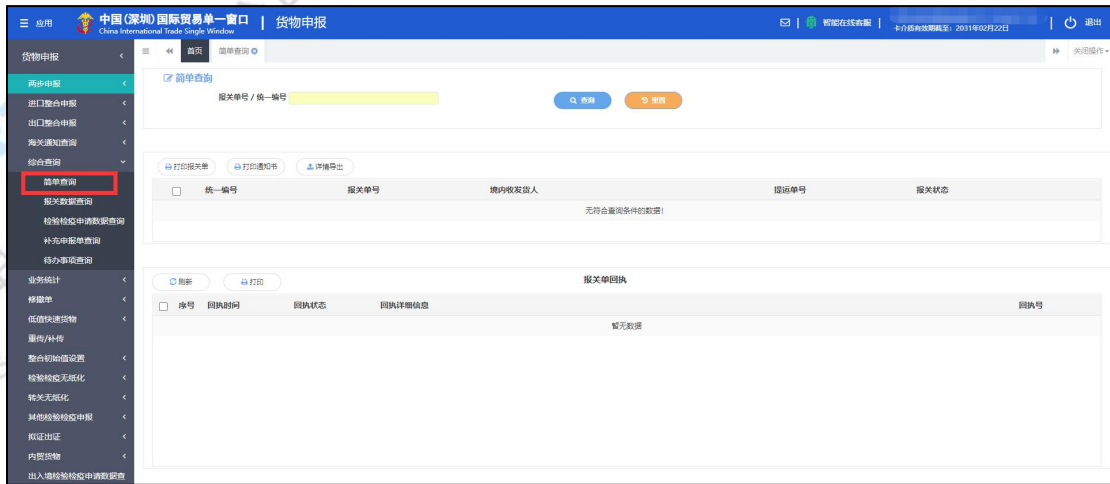 应用
中国(深圳)国际贸易单一窗口 | 货物申报
China International Trade Single Window
智能在线客服 |
卡介质有效期截至：2031年02月22日
| 退出
货物申报
首页 简单查询
关闭操作
两步申报
进口整合申报
出口整合申报
海关通知查询
综合查询
简单查询
报关数据查询
检验检疫申请数据查询
补充申报单查询
待办事项查询
业务统计
修撤单
低值快速货物
重传/补传
整合初始值设置
检验检疫无纸化
转关无纸化
其他检验检疫申报
拟证出证
内贸货物
出入境检验检疫申请数据查
简单查询
报关单号 / 统一编号
查询 重置
打印报关单 打印通知书 详情导出
统一编号 报关单号 境内收发货人 提运单号 报关状态
无符合查询条件的数据！
刷新 打印 报关单回执
序号 回执时间 回执状态 回执详细信息 回执号
暂无数据